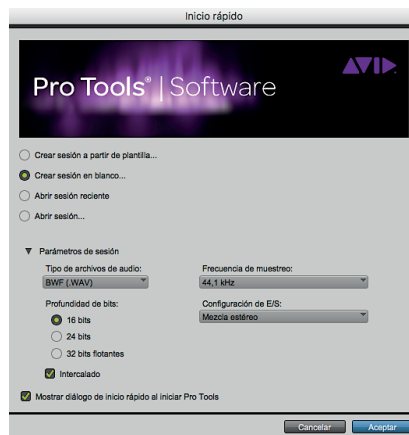 Inicio rápido
Pro Tools® | Software
AVID
Crear sesión a partir de plantilla...
Crear sesión en blanco...
Abrir sesión reciente
Abrir sesión...
Parámetros de sesión
Tipo de archivos de audio: Frecuencia de muestreo:
BWF (.WAV) 44,1 kHz
Profundidad de bits: Configuración de E/S:
16 bits Mezcla estéreo
24 bits
32 bits flotantes
Intercalado
Mostrar diálogo de inicio rápido al iniciar Pro Tools
Cancelar Aceptar